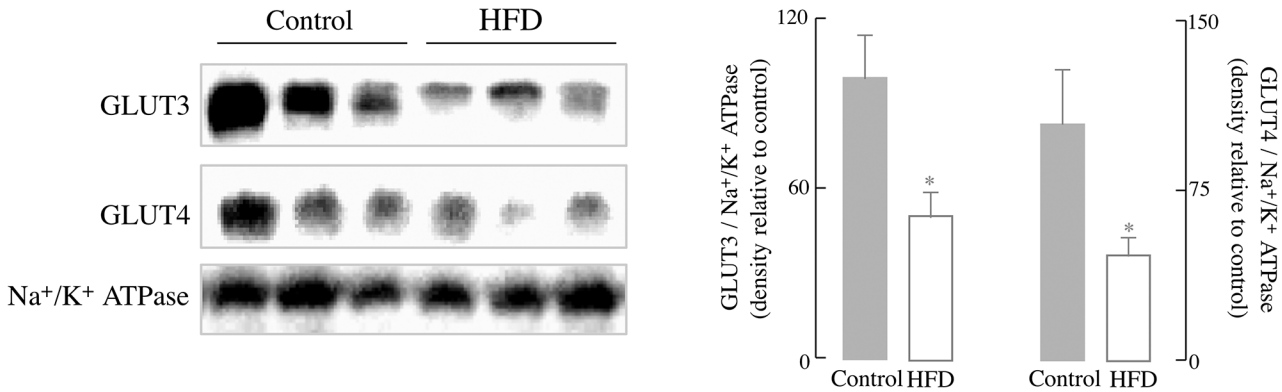 Control HFD
GLUT3
GLUT4
Na⁺/K⁺ ATPase
120
60
0
GLUT3 / Na⁺/K⁺ ATPase
(density relative to control)
*
Control HFD
*
Control HFD
150
75
0
GLUT4 / Na⁺/K⁺ ATPase
(density relative to control)